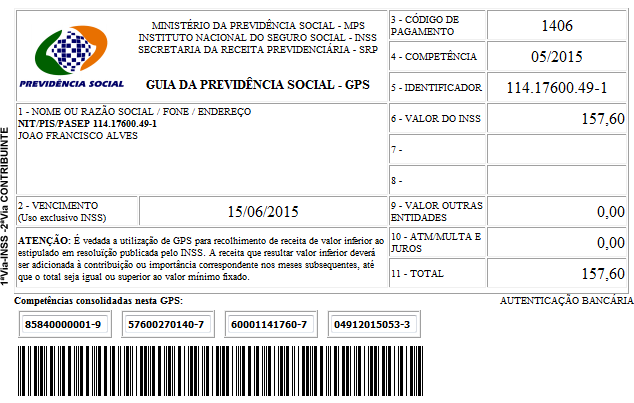 MINISTÉRIO DA PREVIDÊNCIA SOCIAL - MPS
INSTITUTO NACIONAL DO SEGURO SOCIAL - INSS
SECRETARIA DA RECEITA PREVIDENCIÁRIA - SRP
PREVIDÊNCIA SOCIAL
GUIA DA PREVIDÊNCIA SOCIAL - GPS
3 - CÓDIGO DE
PAGAMENTO
1406
4 - COMPETÊNCIA
05/2015
5 - IDENTIFICADOR
114.17600.49-1
1 - NOME OU RAZÃO SOCIAL / FONE / ENDEREÇO
NIT/PIS/PASEP 114.17600.49-1
JOAO FRANCISCO ALVES
6 - VALOR DO INSS
157,60
7 -
8 -
2 - VENCIMENTO
(Uso exclusivo INSS)
15/06/2015
9 - VALOR OUTRAS
ENTIDADES
0,00
ATENÇÃO: É vedada a utilização de GPS para recolhimento de receita de valor inferior ao
estipulado em resolução publicada pelo INSS. A receita que resultar valor inferior deverá
ser adicionada à contribuição ou importância correspondente nos meses subsequentes, até
que o total seja igual ou superior ao valor mínimo fixado.
10 - ATM/MULTA E
JUROS
0,00
11 - TOTAL
157,60
1ªVia-INSS -2ªVia CONTRIBUINTE
Competências consolidadas nesta GPS:
AUTENTICAÇÃO BANCÁRIA
85840000001-9 57600270140-7 60001141760-7 04912015053-3